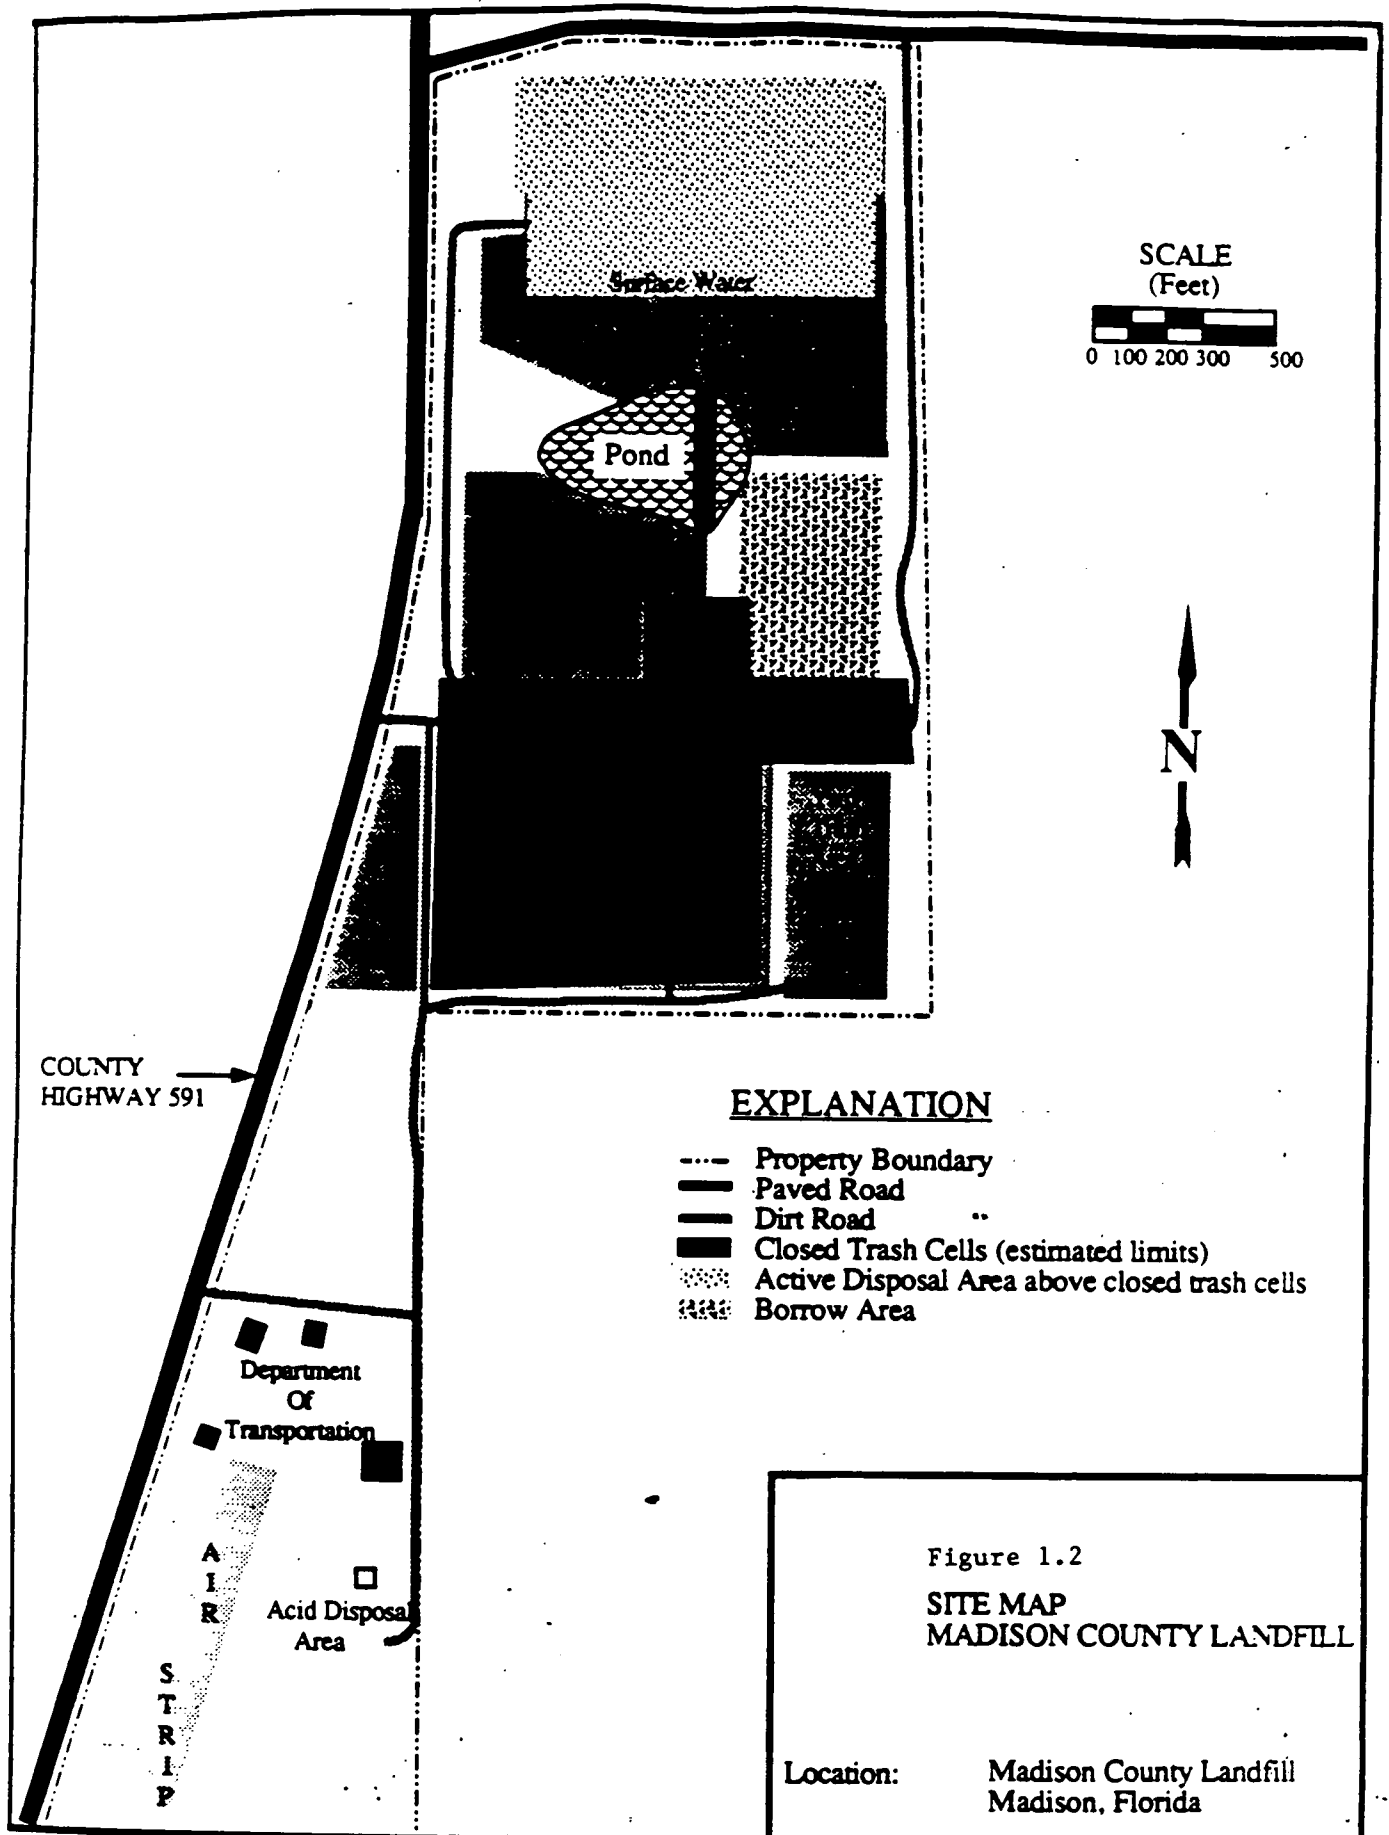 Surface Water
SCALE
(Feet)
0 100 200 300 500
Pond
N
COUNTY
HIGHWAY 591
EXPLANATION
Property Boundary
Paved Road
Dirt Road
Closed Trash Cells (estimated limits)
Active Disposal Area above closed trash cells
Borrow Area
Department
Of
Transportation
A
I
R
S
T
R
I
P
Acid Disposal
Area
Figure 1.2
SITE MAP
MADISON COUNTY LANDFILL
Location: Madison County Landfill
Madison, Florida